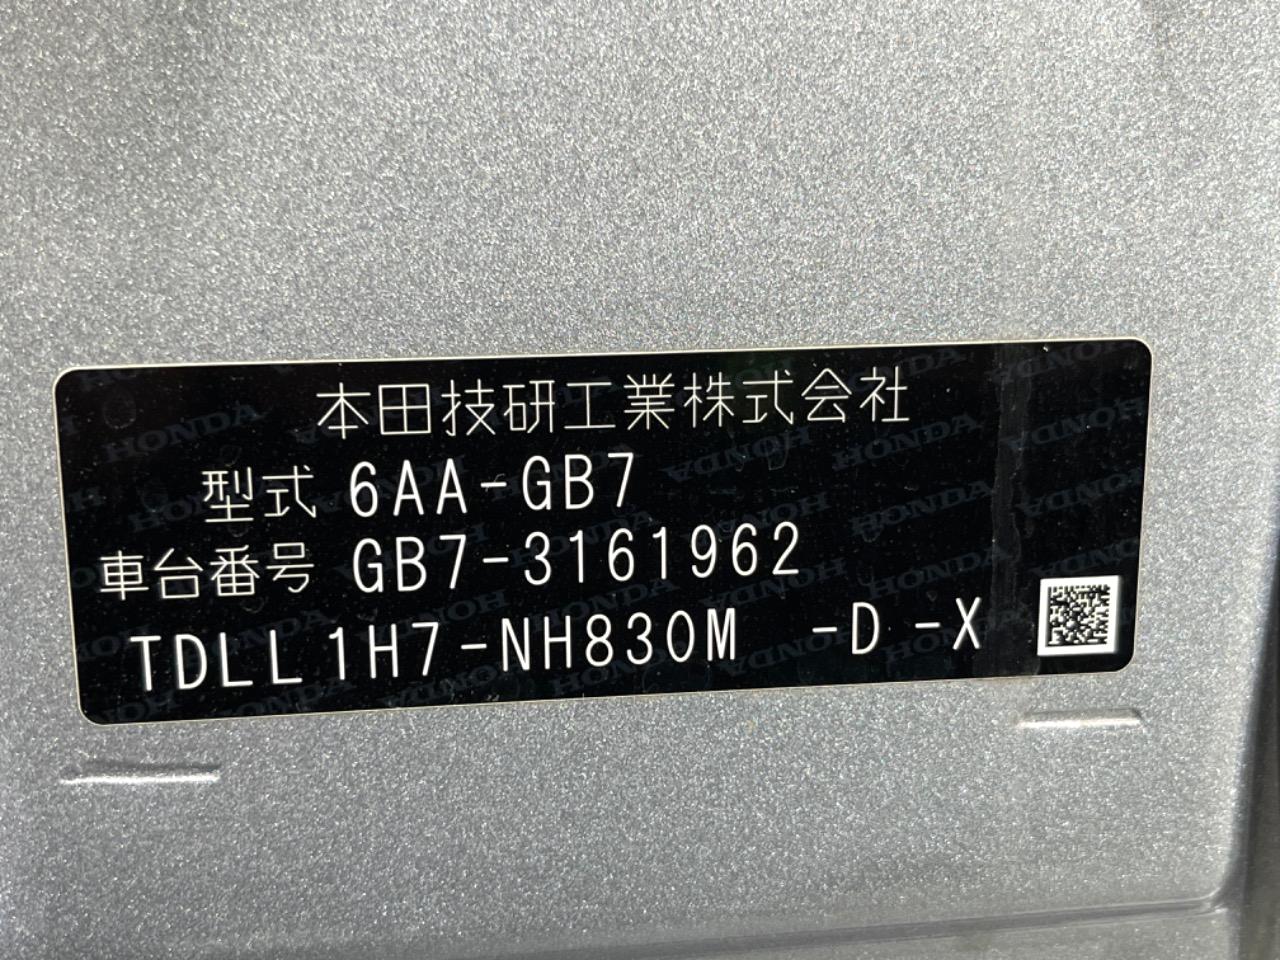 本田技研工業株式会社
型式 6AA-GB7
車台番号 GB7-3161962
TDLL1H7-NH830M -D -X